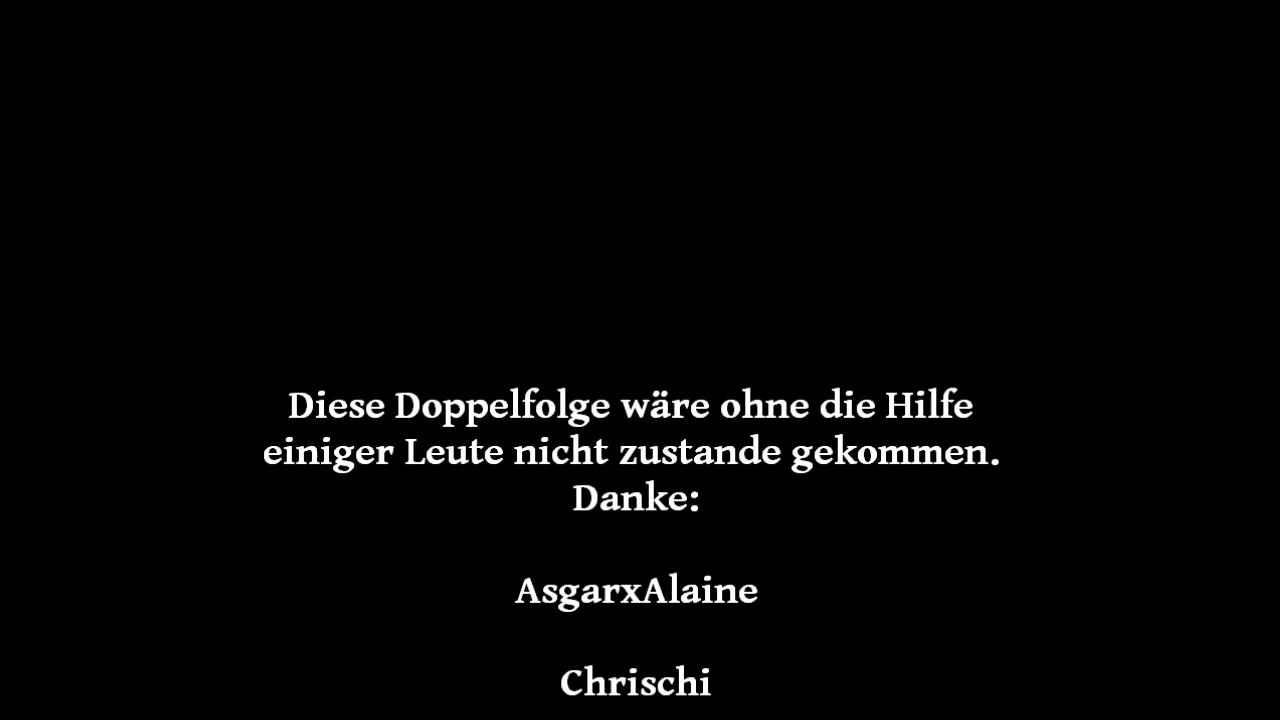 Diese Doppelfolge wäre ohne die Hilfe
einiger Leute nicht zustande gekommen.
Danke:
AsgarxAlaine
Chrischi